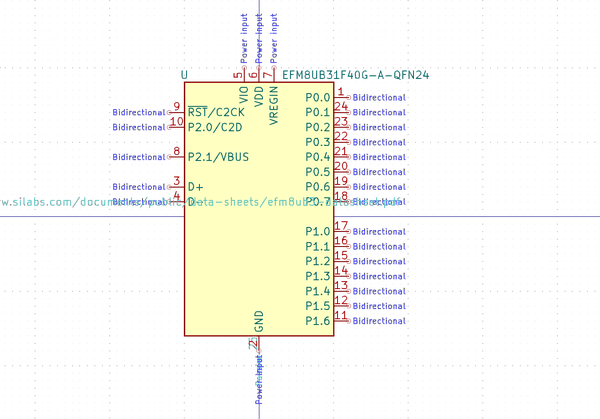 Power input
Power input
Power input
5
6
7
U
EFM8UB31F40G-A-QFN24
VIO
VDD
VREGIN
Bidirectional 9 RST/C2CK
Bidirectional 10 P2.0/C2D
Bidirectional 8 P2.1/VBUS
Bidirectional 3 D+
Bidirectional 4 D-
P0.0 1 Bidirectional
P0.1 24 Bidirectional
P0.2 23 Bidirectional
P0.3 22 Bidirectional
P0.4 21 Bidirectional
P0.5 20 Bidirectional
P0.6 19 Bidirectional
P0.7 18 Bidirectional
P1.0 17 Bidirectional
P1.1 16 Bidirectional
P1.2 15 Bidirectional
P1.3 14 Bidirectional
P1.4 13 Bidirectional
P1.5 12 Bidirectional
P1.6 11 Bidirectional
GND
2
Power input